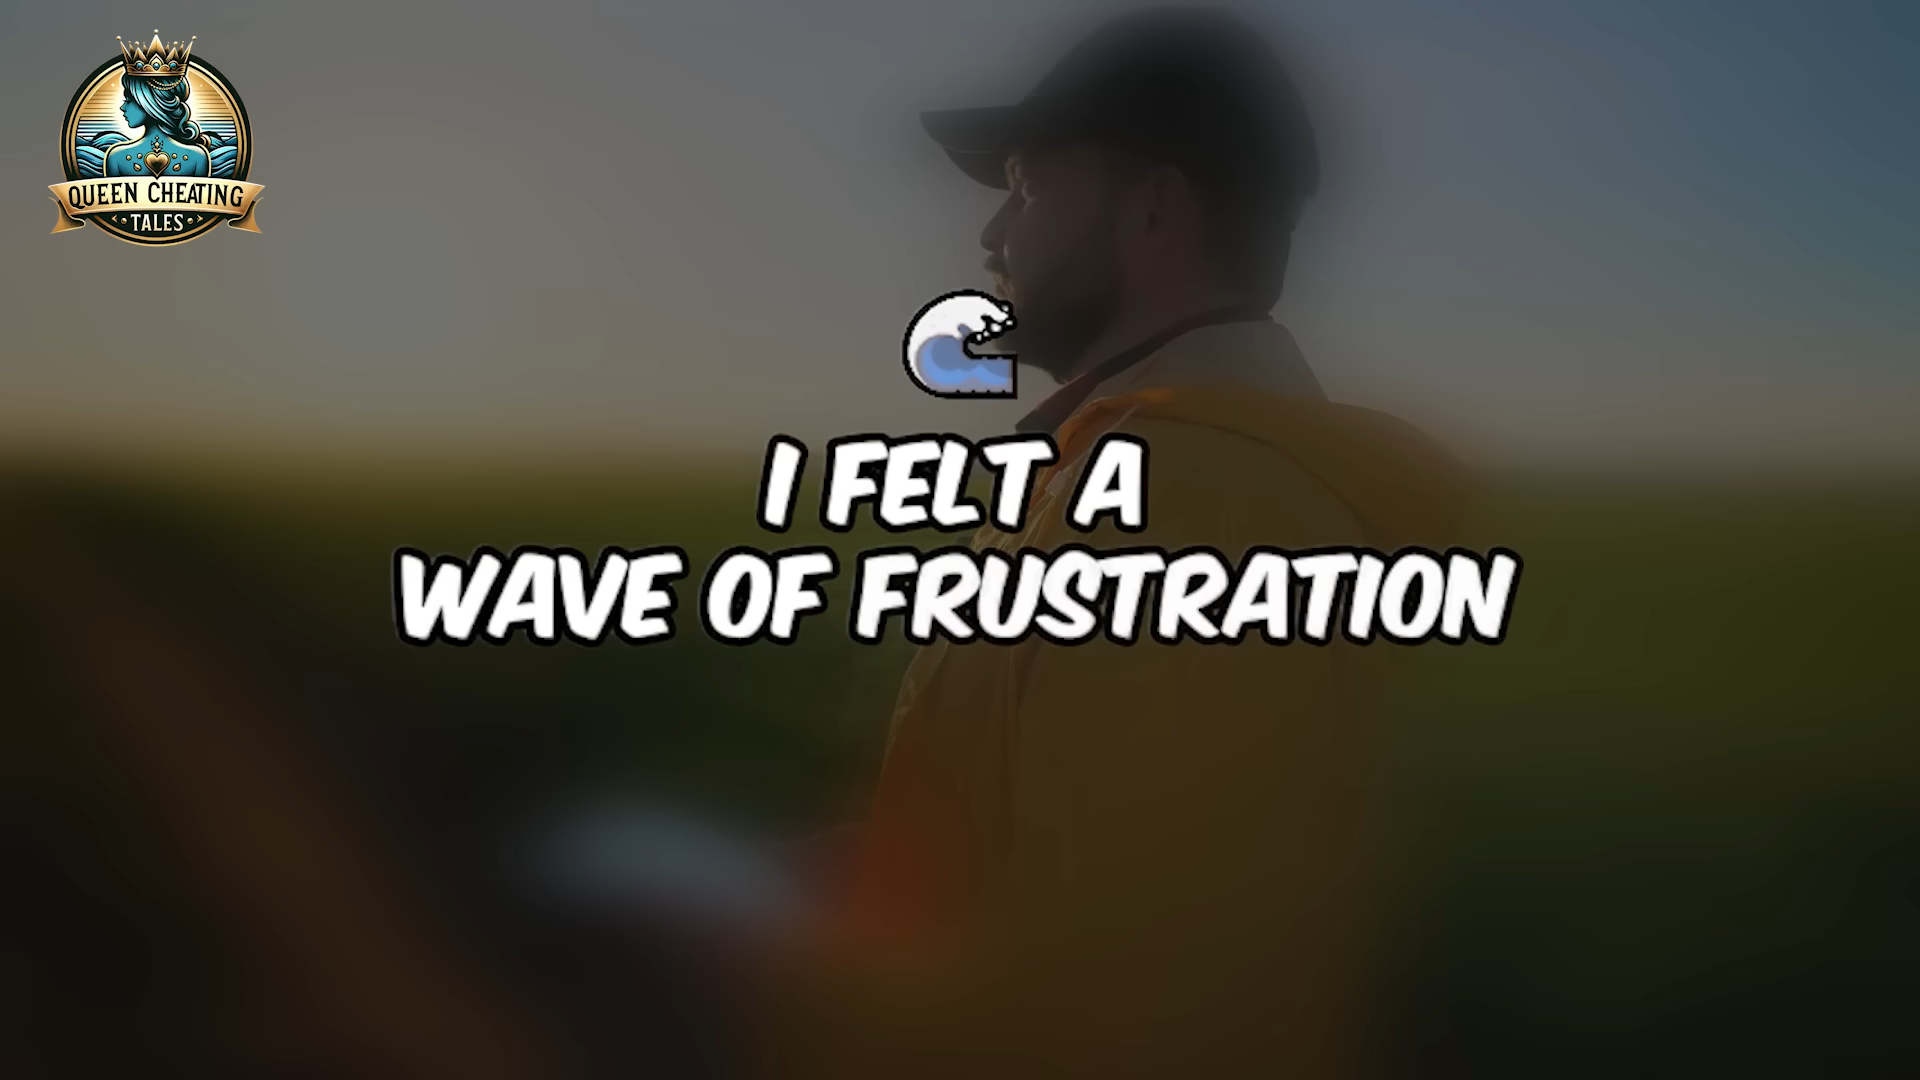 QUEEN CHEATING
TALES
I FELT A
WAVE OF FRUSTRATION